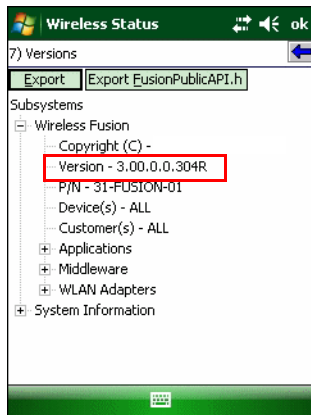 Wireless Status ok
7) Versions
Export Export FusionPublicAPI.h
Subsystems
Wireless Fusion
Copyright (C) -
Version - 3.00.0.0.304R
P/N - 31-FUSION-01
Device(s) - ALL
Customer(s) - ALL
Applications
Middleware
WLAN Adapters
System Information